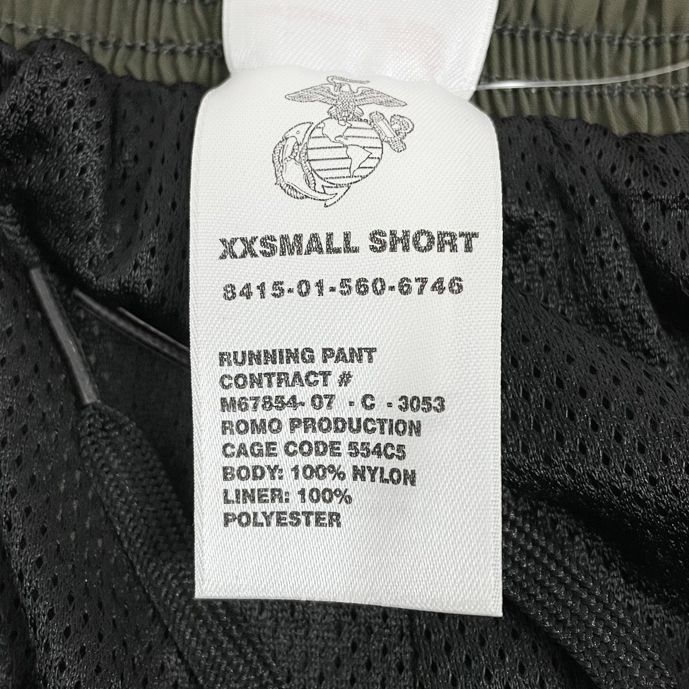 XXSMALL SHORT
8415-01-560-6746
RUNNING PANT
CONTRACT #
M67854- 07 - C - 3053
ROMO PRODUCTION
CAGE CODE 554C5
BODY: 100% NYLON
LINER: 100%
POLYESTER